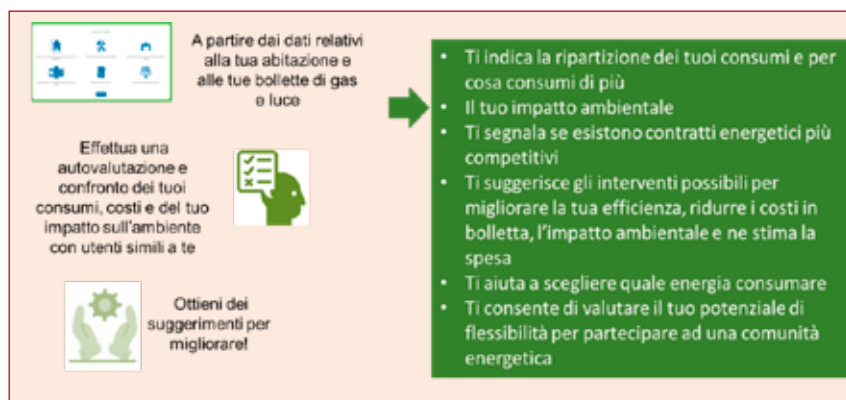 A partire dai dati relativi
alla tua abitazione e
alle tue bollette di gas
e luce
Effettua una
autovalutazione e
confronto dei tuoi
consumi, costi e del tuo
impatto sull'ambiente
con utenti simili a te
Ottieni dei
suggerimenti per
migliorare!
• Ti indica la ripartizione dei tuoi consumi e per
cosa consumi di più
• Il tuo impatto ambientale
• Ti segnala se esistono contratti energetici più
competitivi
• Ti suggerisce gli interventi possibili per
migliorare la tua efficienza, ridurre i costi in
bolletta, l'impatto ambientale e ne stima la
spesa
• Ti aiuta a scegliere quale energia consumare
• Ti consente di valutare il tuo potenziale di
flessibilità per partecipare ad una comunità
energetica